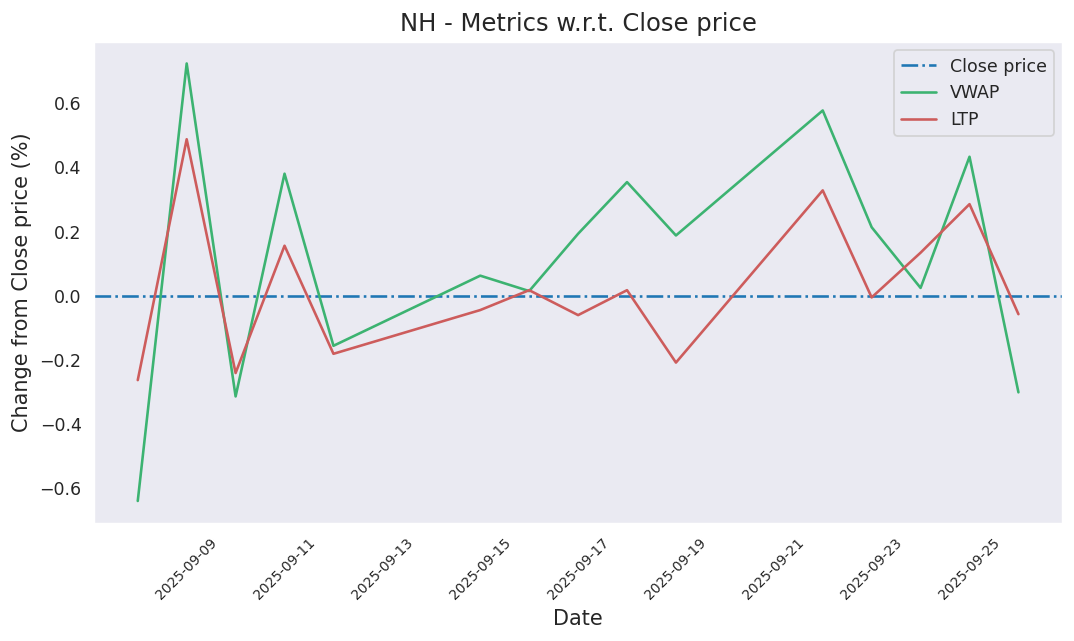 NH - Metrics w.r.t. Close price
Close price
VWAP
LTP
Change from Close price (%)
0.6
0.4
0.2
0.0
−0.2
−0.4
−0.6
2025-09-09
2025-09-11
2025-09-13
2025-09-15
2025-09-17
2025-09-19
2025-09-21
2025-09-23
2025-09-25
Date